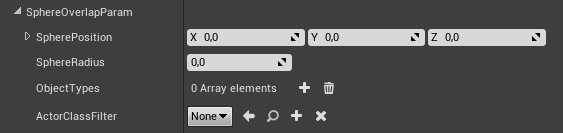 SphereOverlapParam
SpherePosition X 0,0 Y 0,0 Z 0,0
SphereRadius 0,0
ObjectTypes 0 Array elements
ActorClassFilter None